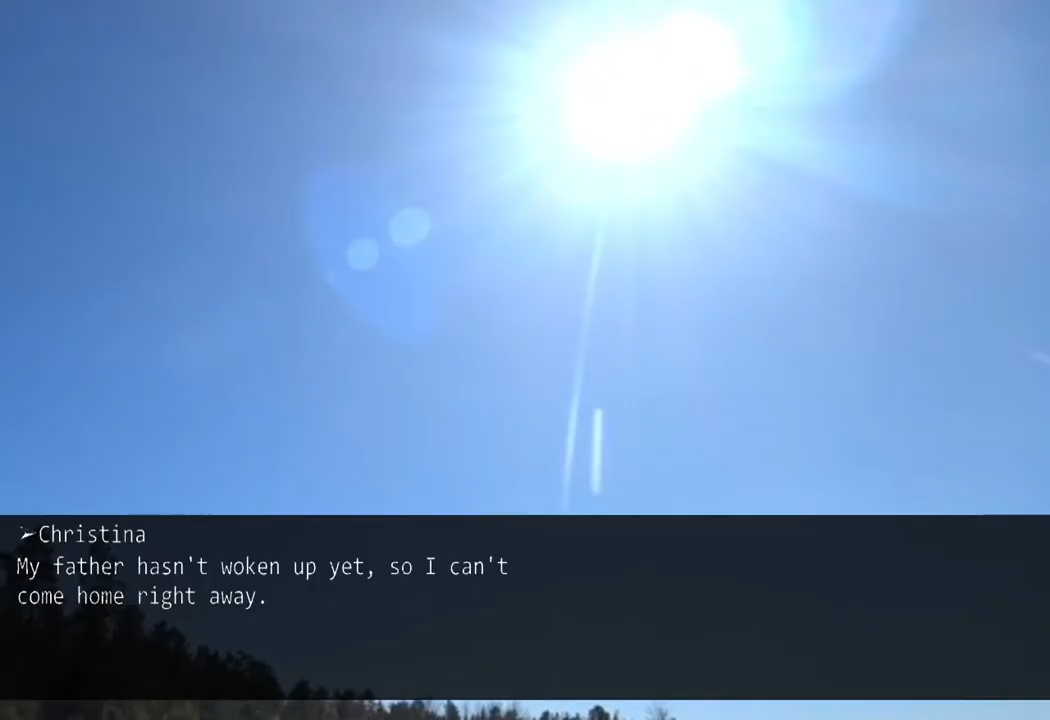 ➤Christina
My father hasn't woken up yet, so I can't
come home right away.